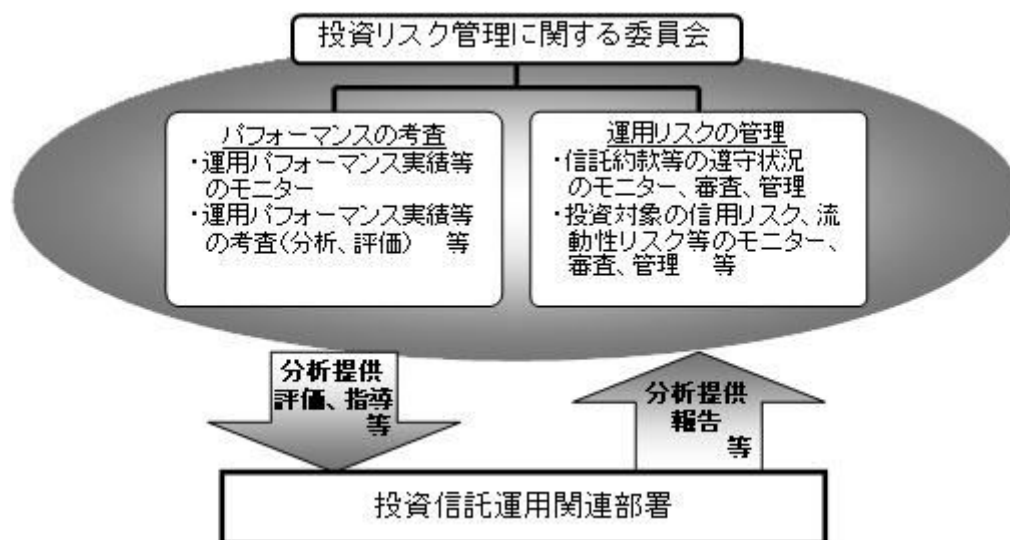 投資リスク管理に関する委員会
パフォーマンスの考査
・運用パフォーマンス実績等
のモニター
・運用パフォーマンス実績等
の考査(分析、評価) 等
運用リスクの管理
・信託約款等の遵守状況
のモニター、審査、管理
・投資対象の信用リスク、流
動性リスク等のモニター、
審査、管理 等
分析提供
評価、指導
等
分析提供
報告
等
投資信託運用関連部署